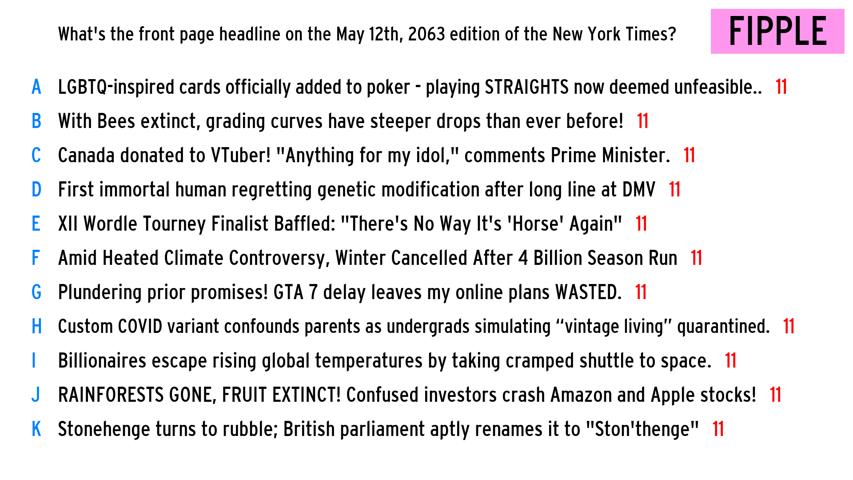 What's the front page headline on the May 12th, 2063 edition of the New York Times?
FIPPLE
A LGBTQ-inspired cards officially added to poker - playing STRAIGHTS now deemed unfeasible.. 11
B With Bees extinct, grading curves have steeper drops than ever before! 11
C Canada donated to VTuber! "Anything for my idol," comments Prime Minister. 11
D First immortal human regretting genetic modification after long line at DMV 11
E XII Wordle Tourney Finalist Baffled: "There's No Way It's 'Horse' Again" 11
F Amid Heated Climate Controversy, Winter Cancelled After 4 Billion Season Run 11
G Plundering prior promises! GTA 7 delay leaves my online plans WASTED. 11
H Custom COVID variant confounds parents as undergrads simulating “vintage living” quarantined. 11
I Billionaires escape rising global temperatures by taking cramped shuttle to space. 11
J RAINFORESTS GONE, FRUIT EXTINCT! Confused investors crash Amazon and Apple stocks! 11
K Stonehenge turns to rubble; British parliament aptly renames it to "Ston'thenge" 11